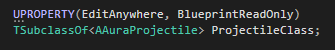 UPROPERTY(EditAnywhere, BlueprintReadOnly)
TSubclassOf<AAuraProjectile> ProjectileClass;